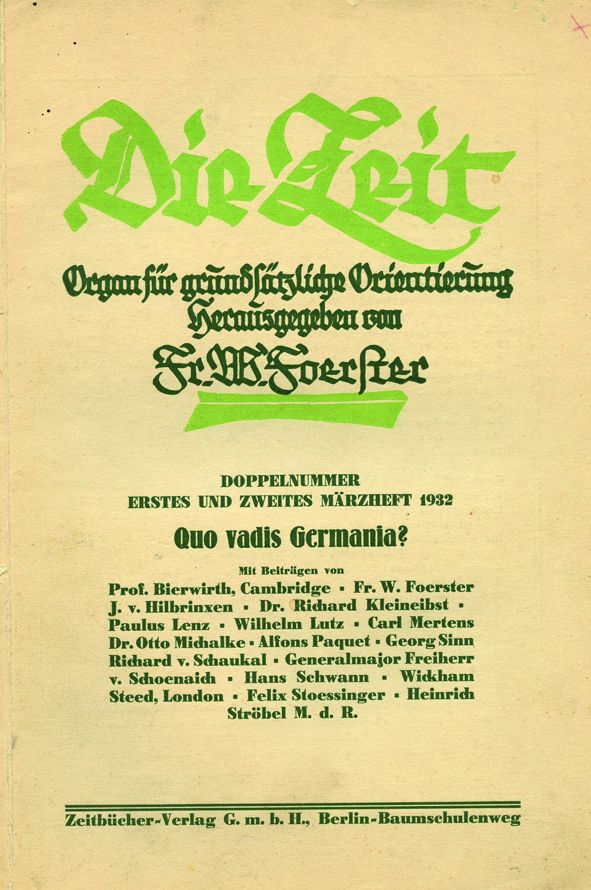 Die Zeit
Organ für grundsätzliche Orientierung
Herausgegeben von
Fr. W. Foerster
DOPPELNUMMER
ERSTES UND ZWEITES MÄRZHEFT 1932
Quo vadis Germania?
Mit Beiträgen von
Prof. Bierwirth, Cambridge ▪ Fr. W. Foerster
J. v. Hilbrinxen ▪ Dr. Richard Kleineibst ▪
Paulus Lenz ▪ Wilhelm Lutz ▪ Carl Mertens
Dr. Otto Michalke ▪ Alfons Paquet ▪ Georg Sinn
Richard v. Schaukal ▪ Generalmajor Freiherr
v. Schoenaich ▪ Hans Schwann ▪ Wickham
Steed, London ▪ Felix Stoessinger ▪ Heinrich
Ströbel M. d. R.
Zeitbücher-Verlag G. m. b. H., Berlin-Baumschulenweg